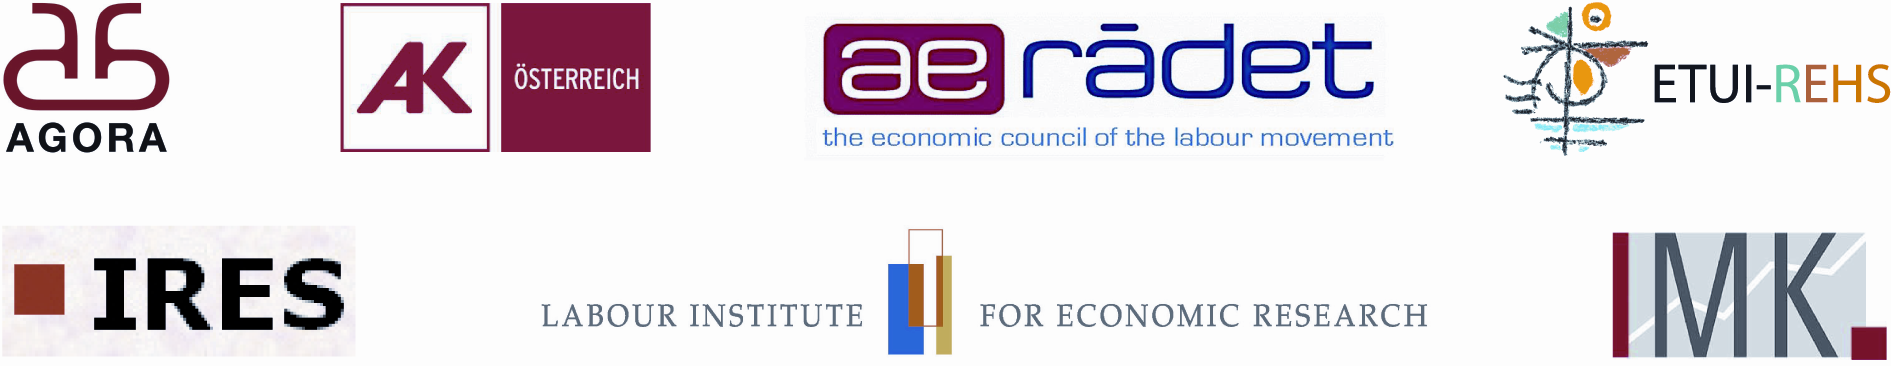 AGORA
AK ÖSTERREICH
ae rådet
the economic council of the labour movement
ETUI-REHS
IRES
LABOUR INSTITUTE FOR ECONOMIC RESEARCH
IMK